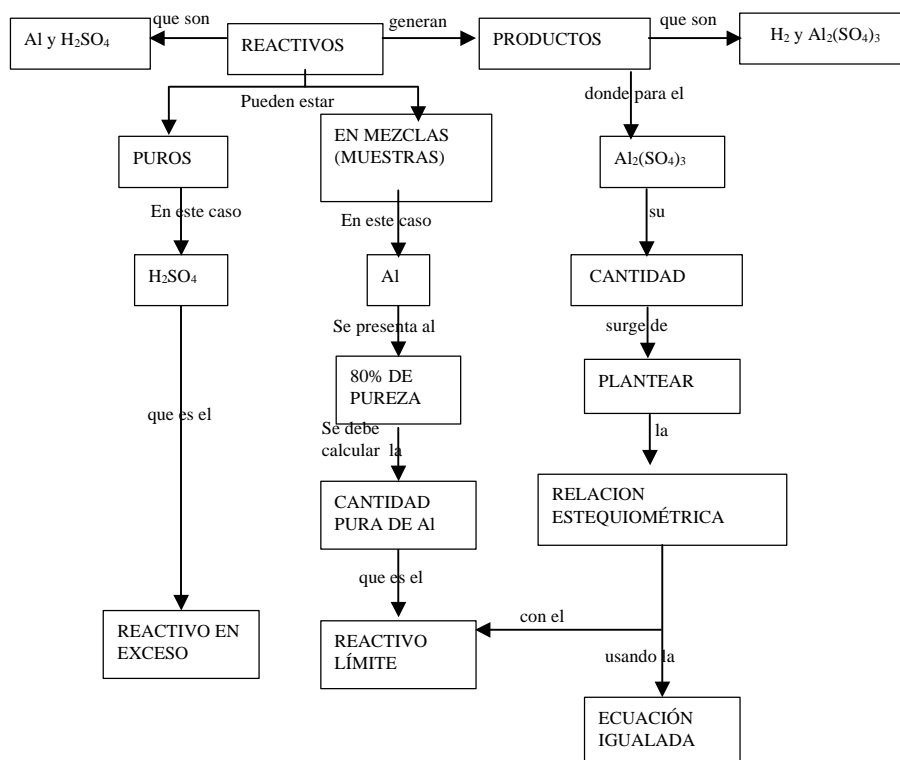 que son
generan
que son
Al y H₂SO₄
REACTIVOS
PRODUCTOS
H₂ y Al₂(SO₄)₃
Pueden estar
donde para el
PUROS
EN MEZCLAS
(MUESTRAS)
Al₂(SO₄)₃
En este caso
En este caso
su
H₂SO₄
Al
CANTIDAD
Se presenta al
surge de
80% DE
PUREZA
PLANTEAR
que es el
Se debe
calcular la
la
CANTIDAD
PURA DE Al
RELACION
ESTEQUIOMÉTRICA
que es el
con el
REACTIVO EN
EXCESO
REACTIVO
LÍMITE
usando la
ECUACIÓN
IGUALADA